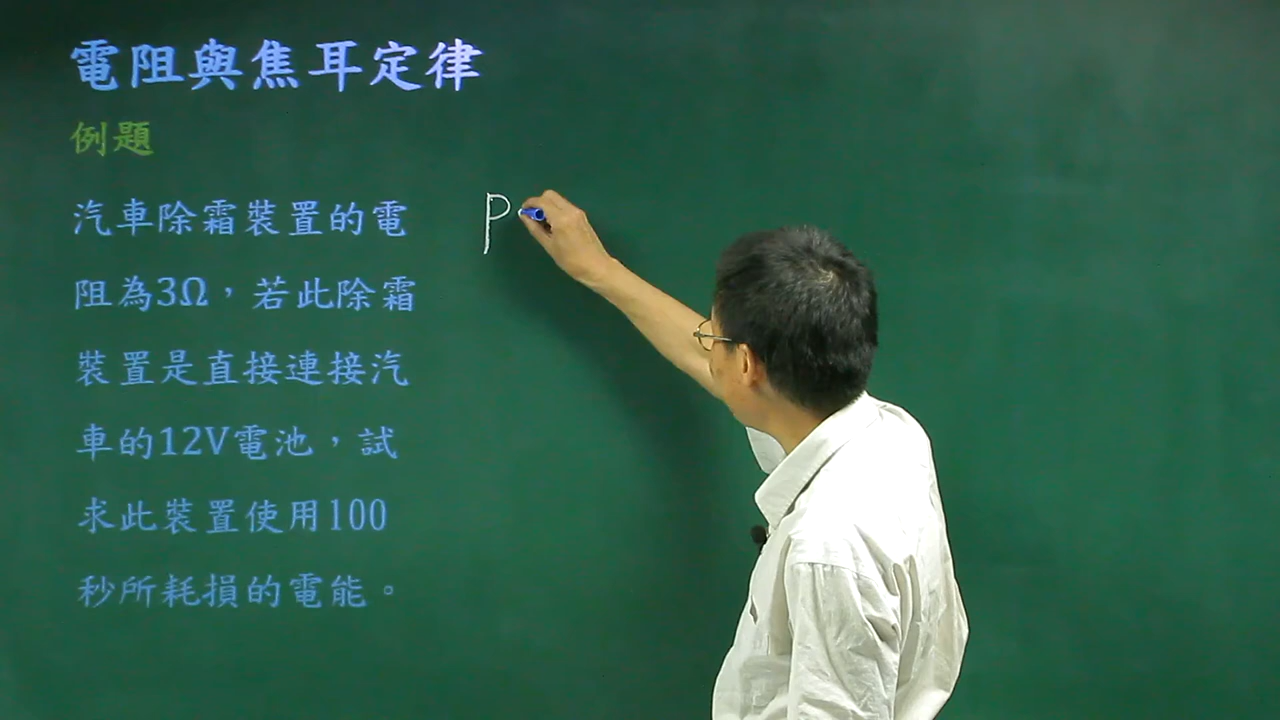 電阻與焦耳定律
例題
汽車除霜裝置的電
P
阻為3Ω，若此除霜
裝置是直接連接汽
車的12V電池，試
求此裝置使用100
秒所耗損的電能。